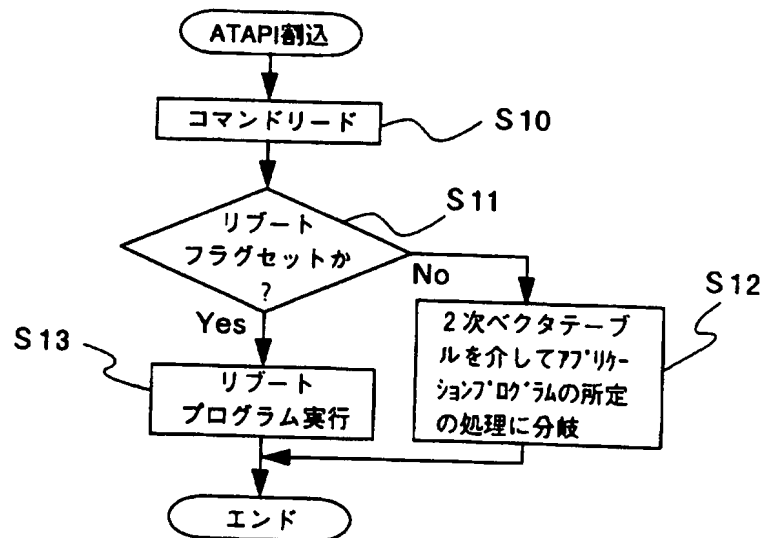 ATAPI割込
コマンドリード
S10
リブート
フラグセットか
?
S11
No
Yes
S12
2次ベクタテーブ
ルを介してアプリケー
ションプログラムの所定
の処理に分岐
S13
リブート
プログラム実行
エンド